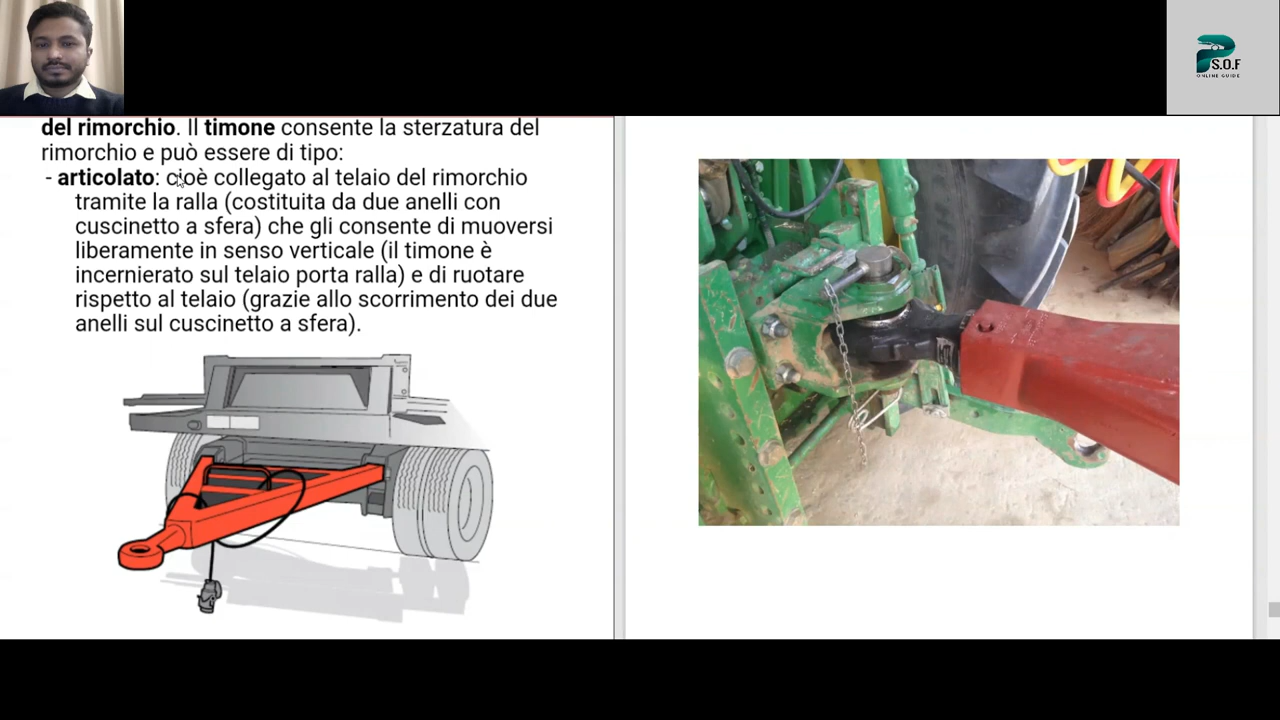 S.O.F
ONLINE GUIDE
del rimorchio. Il timone consente la sterzatura del
rimorchio e può essere di tipo:
- articolato: cioè collegato al telaio del rimorchio
tramite la ralla (costituita da due anelli con
cuscinetto a sfera) che gli consente di muoversi
liberamente in senso verticale (il timone è
incernierato sul telaio porta ralla) e di ruotare
rispetto al telaio (grazie allo scorrimento dei due
anelli sul cuscinetto a sfera).